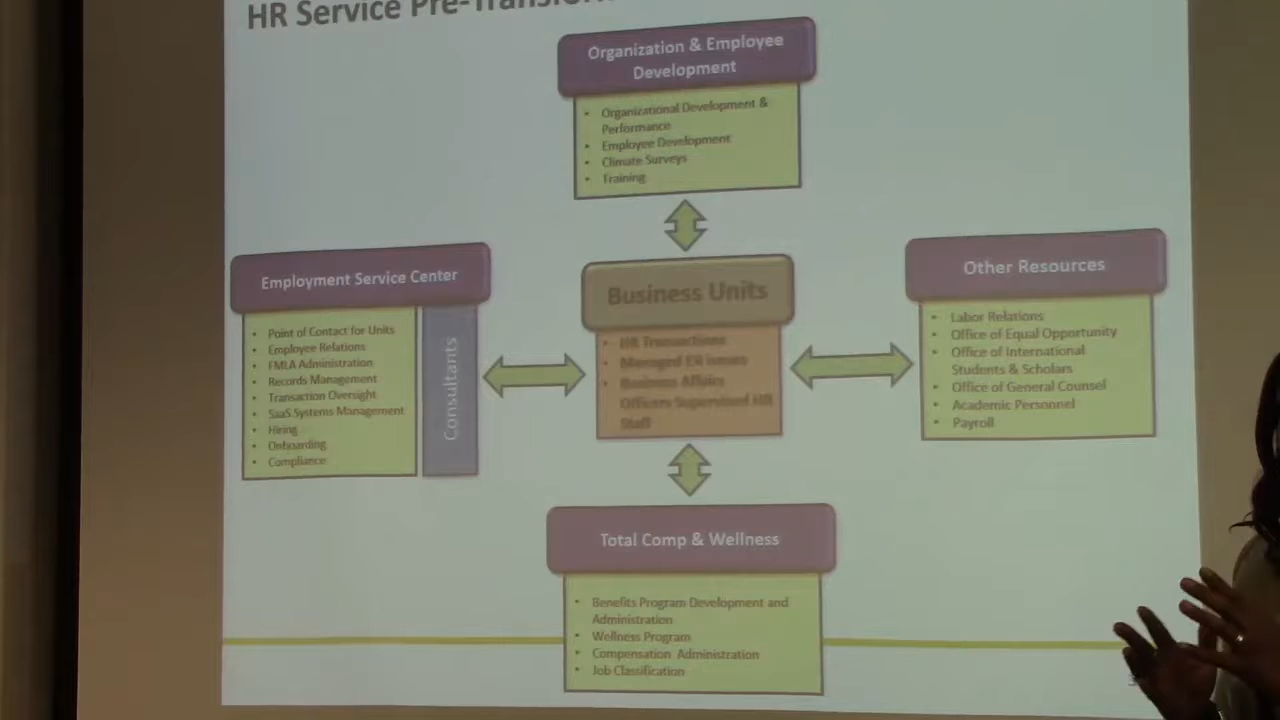 HR Service Pre-Transform
Organization & Employee
Development
• Organizational Development &
Performance
• Employee Development
• Climate Surveys
• Training
Employment Service Center
• Point of Contact for Units
• Employee Relations
• FMLA Administration
• Records Management
• Transaction Oversight
• SaaS Systems Management
• Hiring
• Onboarding
• Compliance
Consultants
Business Units
• HR Transactions
• Managed ER issues
• Business Affairs
Officers Supervised HR
Staff
Other Resources
• Labor Relations
• Office of Equal Opportunity
• Office of International
Students & Scholars
• Office of General Counsel
• Academic Personnel
• Payroll
Total Comp & Wellness
• Benefits Program Development and
Administration
• Wellness Program
• Compensation Administration
• Job Classification